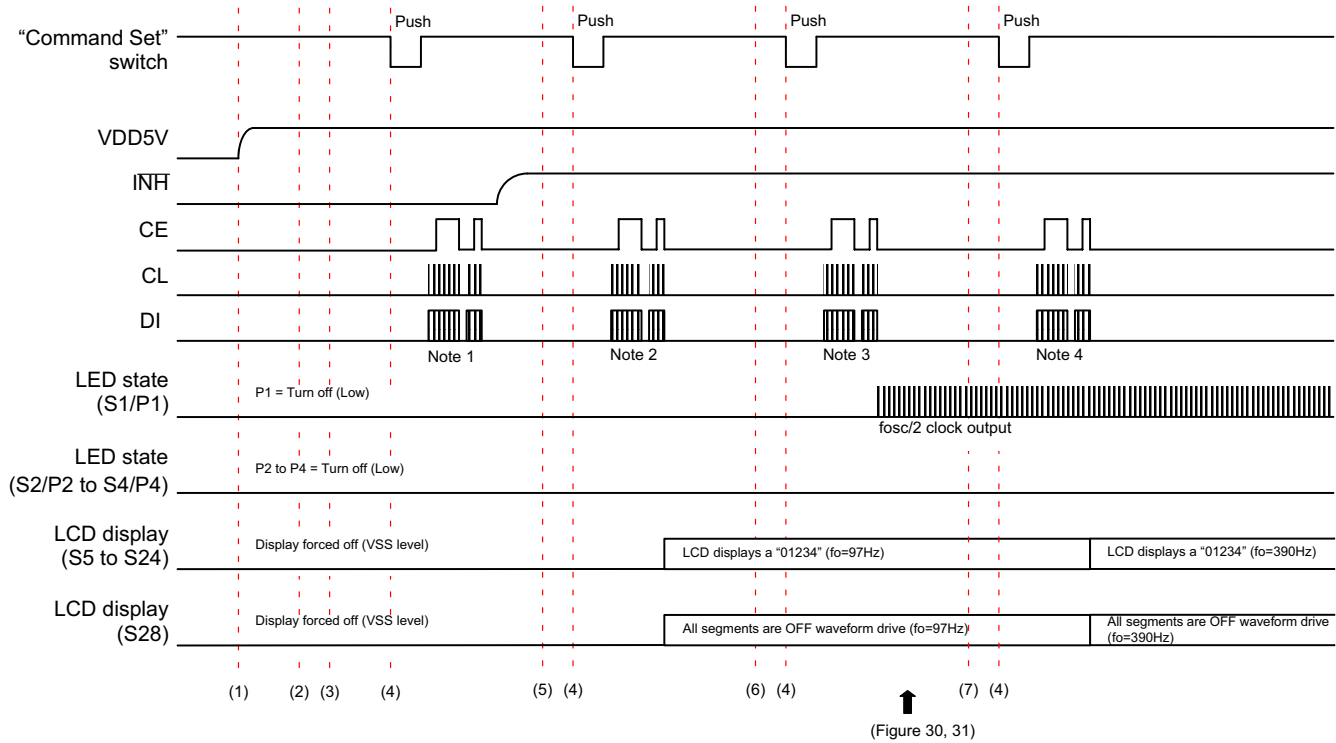 Push Push Push Push
“Command Set”
switch
VDD5V
INH
CE
CL
DI
Note 1 Note 2 Note 3 Note 4
LED state
(S1/P1)
P1 = Turn off (Low)
fosc/2 clock output
LED state
(S2/P2 to S4/P4)
P2 to P4 = Turn off (Low)
LCD display
(S5 to S24)
Display forced off (VSS level)
LCD displays a “01234” (fo=97Hz)
LCD displays a “01234” (fo=390Hz)
LCD display
(S28)
Display forced off (VSS level)
All segments are OFF waveform drive (fo=97Hz)
All segments are OFF waveform drive
(fo=390Hz)
(1) (2) (3) (4) (5) (4) (6) (4) (7) (4)
(Figure 30, 31)